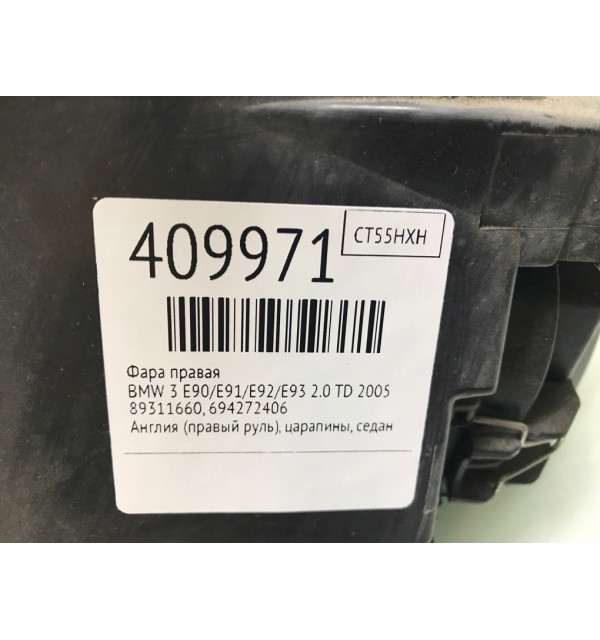 409971
CT55HXH
Фара правая
BMW 3 E90/E91/E92/E93 2.0 TD 2005
89311660, 694272406
Англия (правый руль), царапины, седан